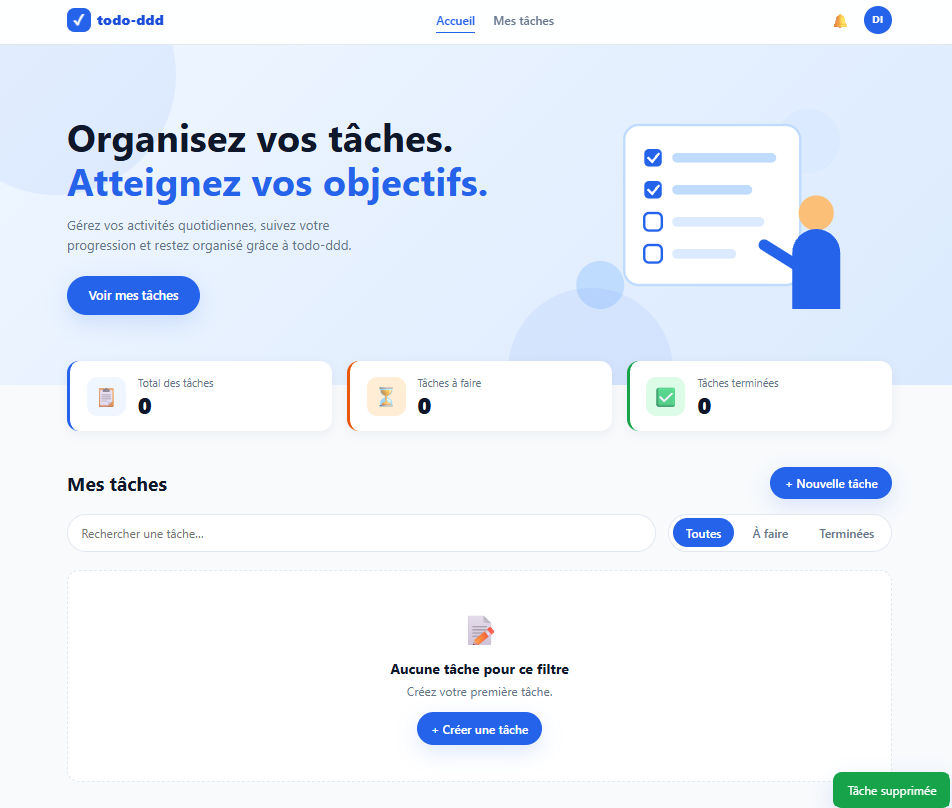 todo-ddd
Accueil
Mes tâches
DI
Organisez vos tâches.
Atteignez vos objectifs.
Gérez vos activités quotidiennes, suivez votre
progression et restez organisé grâce à todo-ddd.
Voir mes tâches
Total des tâches
0
Tâches à faire
0
Tâches terminées
0
Mes tâches
+ Nouvelle tâche
Rechercher une tâche...
Toutes
À faire
Terminées
Aucune tâche pour ce filtre
Créez votre première tâche.
+ Créer une tâche
Tâche supprimée